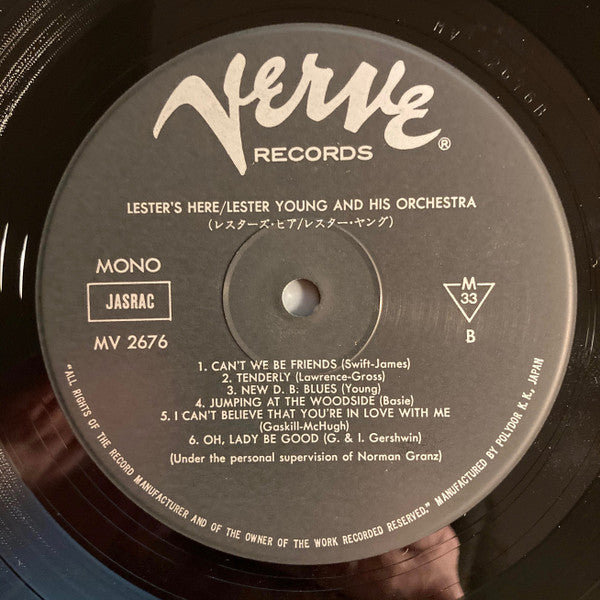 VERVE®
RECORDS
LESTER'S HERE/LESTER YOUNG AND HIS ORCHESTRA
(レスターズ・ヒア/レスター・ヤング)
MONO
JASRAC
MV 2676
M
33
B
1. CAN'T WE BE FRIENDS (Swift-James)
2. TENDERLY (Lawrence-Gross)
3. NEW D. B: BLUES (Young)
4. JUMPING AT THE WOODSIDE (Basie)
5. I CAN'T BELIEVE THAT YOU'RE IN LOVE WITH ME
(Gaskill-McHugh)
6. OH, LADY BE GOOD (G. & I. Gershwin)
(Under the personal supervision of Norman Granz)
"ALL RIGHTS OF THE RECORD MANUFACTURER AND OF THE OWNER OF THE WORK RECORDED RESERVED." MANUFACTURED BY POLYDOR K. K., JAPAN